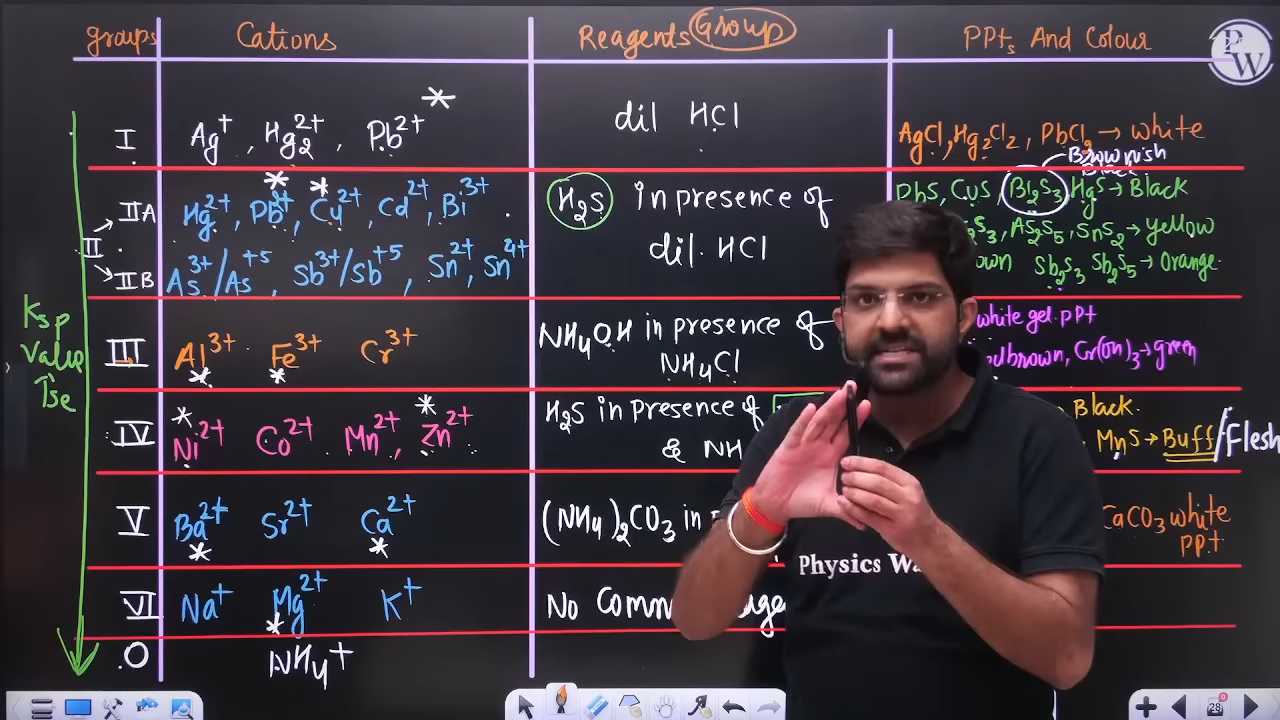 groups Cations Reagents Group PPts And Colour
PW
I Ag+, Hg₂2+, Pb2+ * dil HCl AgCl, Hg₂Cl₂, PbCl₂ → white
Brownish
Black
II
IIA Hg2+, Pb2+, Cu2+, Cd2+, Bi3+ H₂S in presence of PbS, CuS, Bi₂S₃ HgS → Black
dil. HCl S₃, As₂S₅, SnS₂ → yellow
IIB As3+/As+5, Sb3+/Sb+5, Sn2+, Sn4+ own Sb₂S₃ Sb₂S₅ → Orange
Ksp
Value
↑se
III Al3+ Fe3+ Cr3+ NH₄OH in presence of white gel. ppt
NH₄Cl brown, Cr(OH)₃ → green
IV Ni2+ Co2+ Mn2+, Zn2+ H₂S in Presence of Black.
& NH MnS → Buff/Flesh
V Ba2+ Sr2+ Ca2+ (NH₄)₂CO₃ in CaCO₃ white
ppt
Physics Wa
VI Na+ Mg2+ K+ No Comm
O NH₄+
28